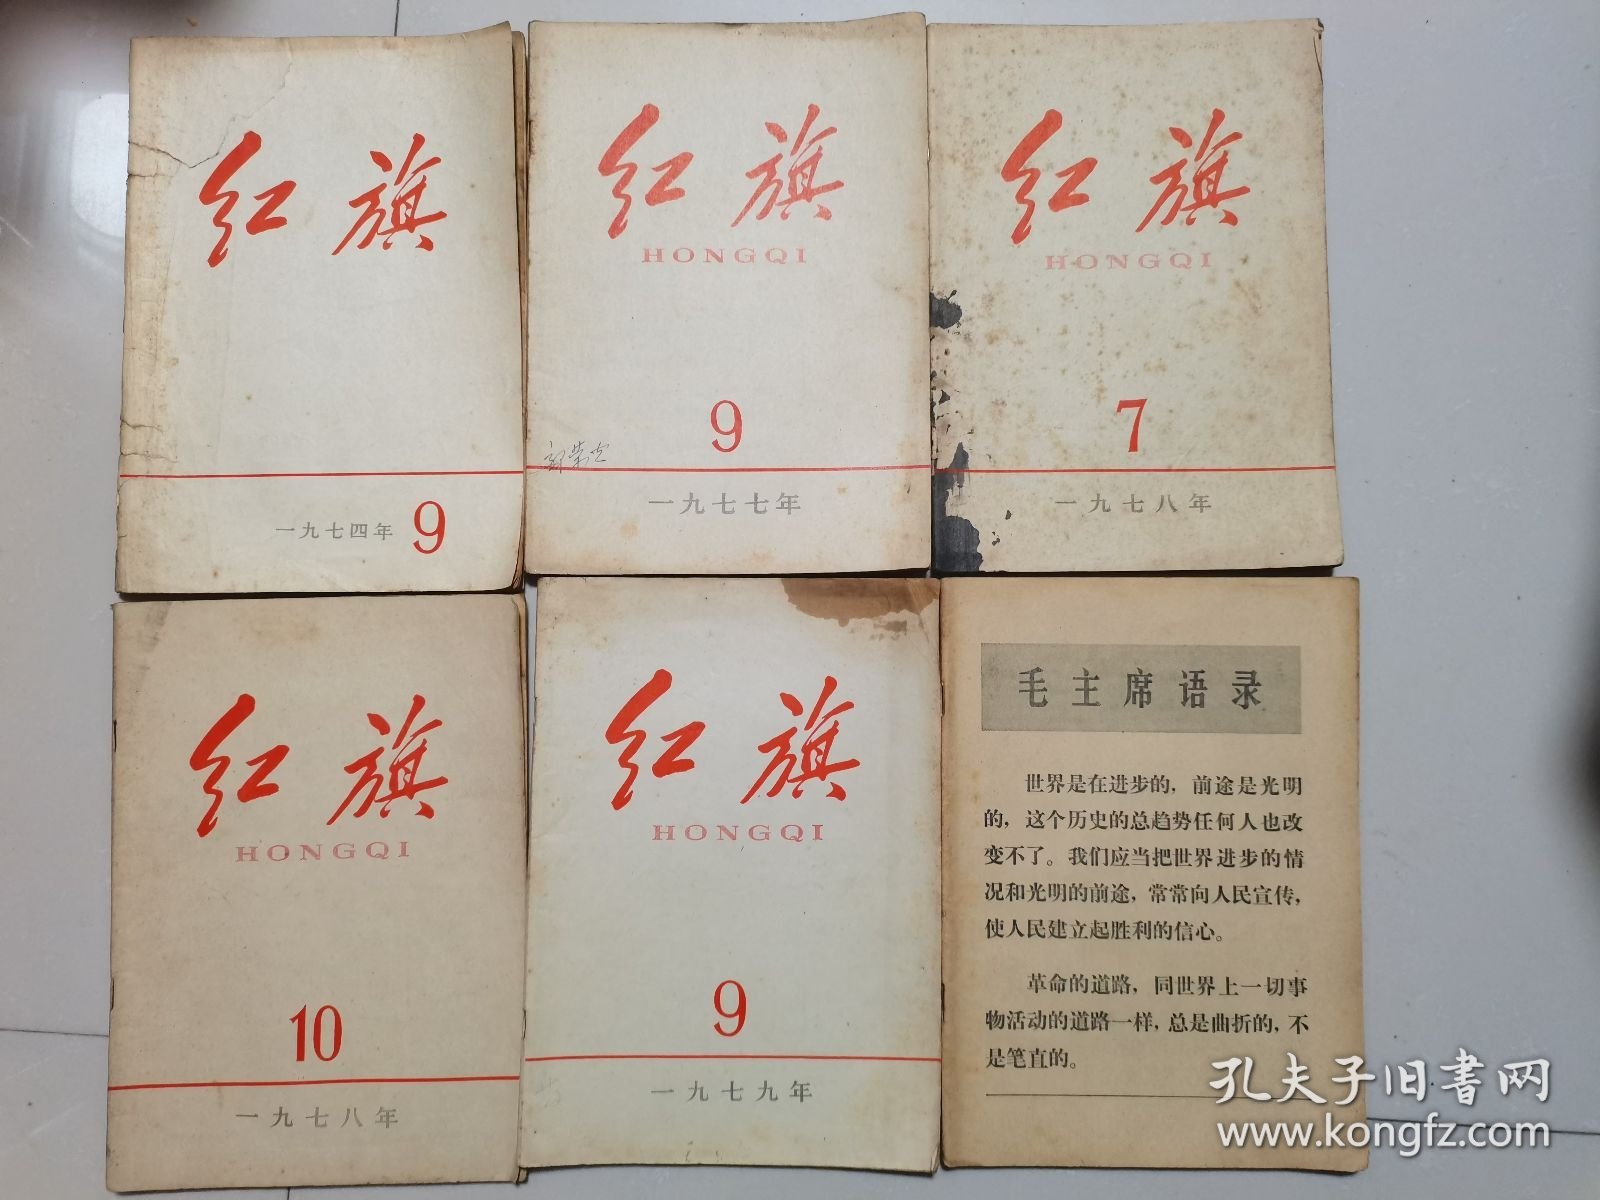 红旗
一九七四年 9
红旗
HONGQI
9
一九七七年
红旗
HONGQI
7
一九七八年
红旗
HONGQI
10
一九七八年
红旗
HONGQI
9
一九七九年
毛主席语录
世界是在进步的，前途是光明
的，这个历史的总趋势任何人也改
变不了。我们应当把世界进步的情
况和光明的前途，常常向人民宣传，
使人民建立起胜利的信心。
革命的道路，同世界上一切事
物活动的道路一样，总是曲折的，不
是笔直的。
孔夫子旧书网
www.kongfz.com